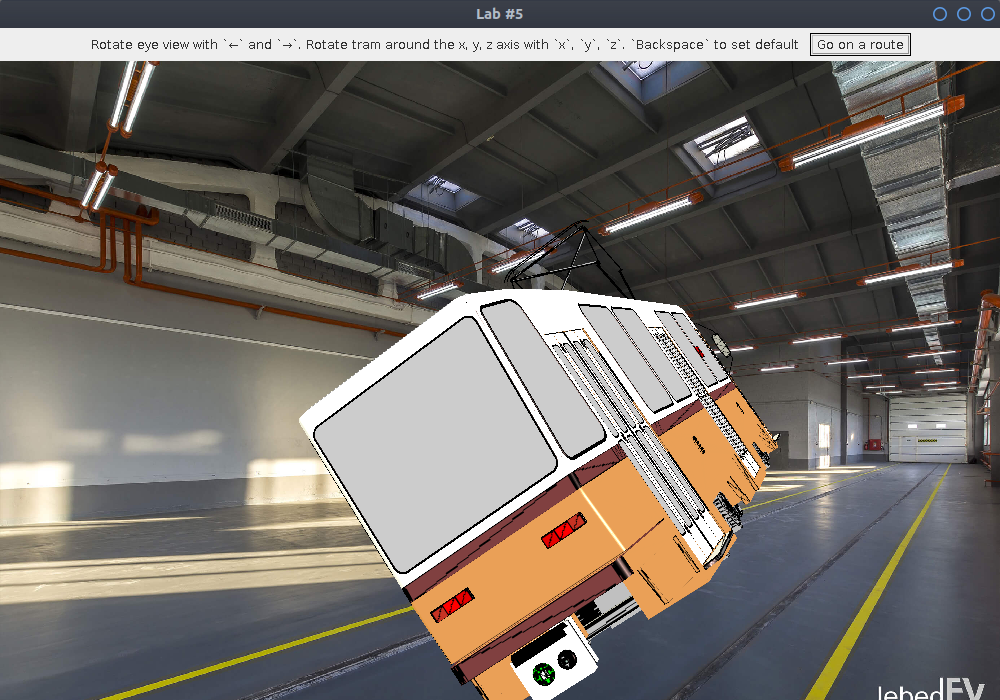 Lab #5
Rotate eye view with `←` and `→`. Rotate tram around the x, y, z axis with `x`, `y`, `z`. `Backspace` to set default
Go on a route
lebedEV